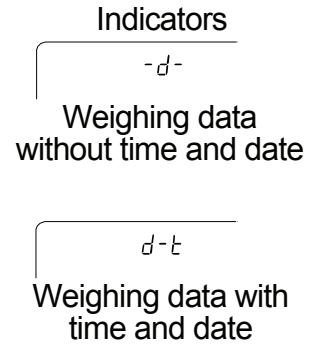 Indicators
-d-
Weighing data
without time and date
d-t
Weighing data with
time and date